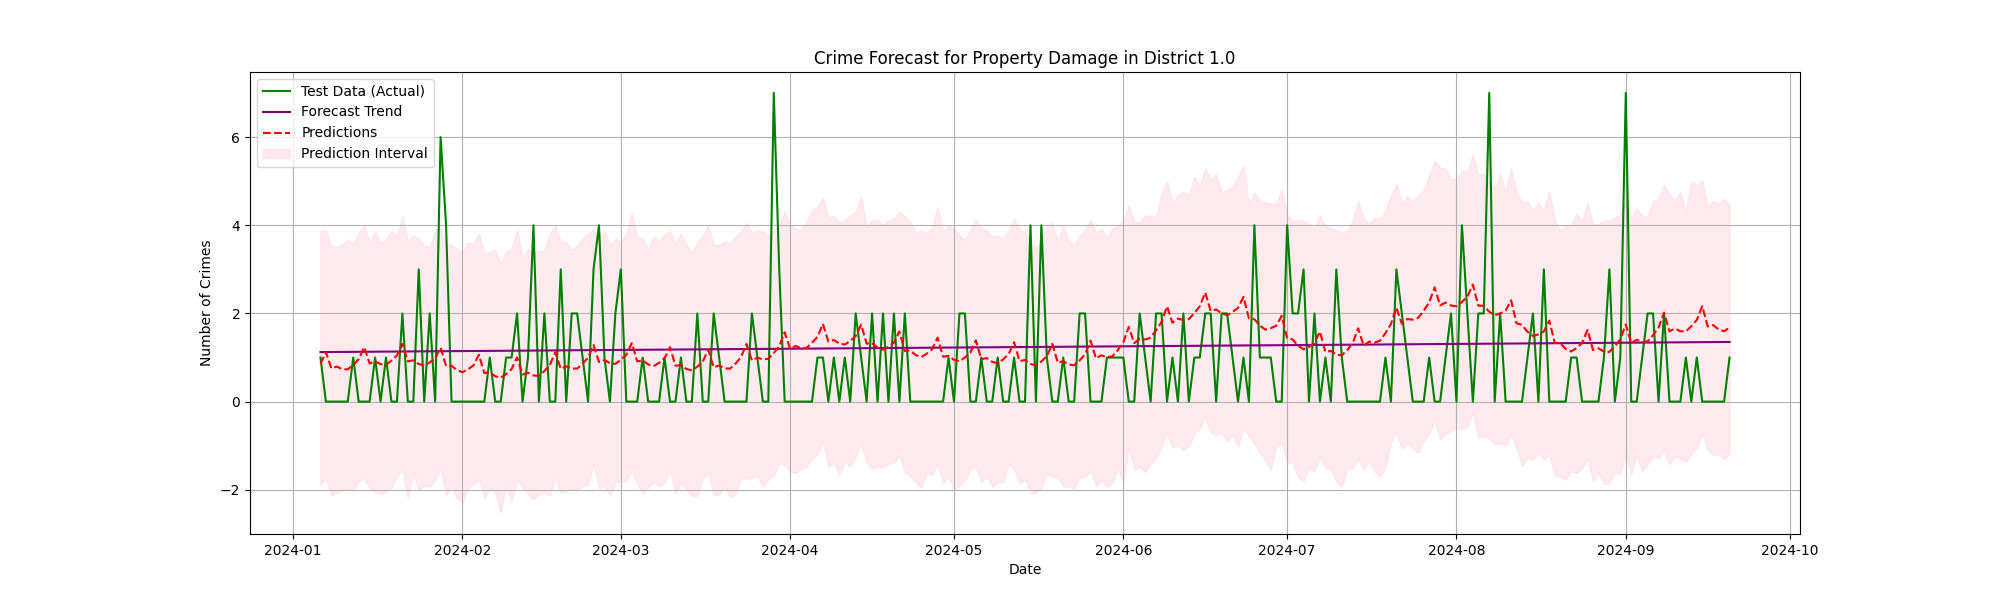 Crime Forecast for Property Damage in District 1.0
Test Data (Actual)
Forecast Trend
Predictions
Prediction Interval
Number of Crimes
6
4
2
0
−2
2024-01
2024-02
2024-03
2024-04
2024-05
2024-06
2024-07
2024-08
2024-09
2024-10
Date